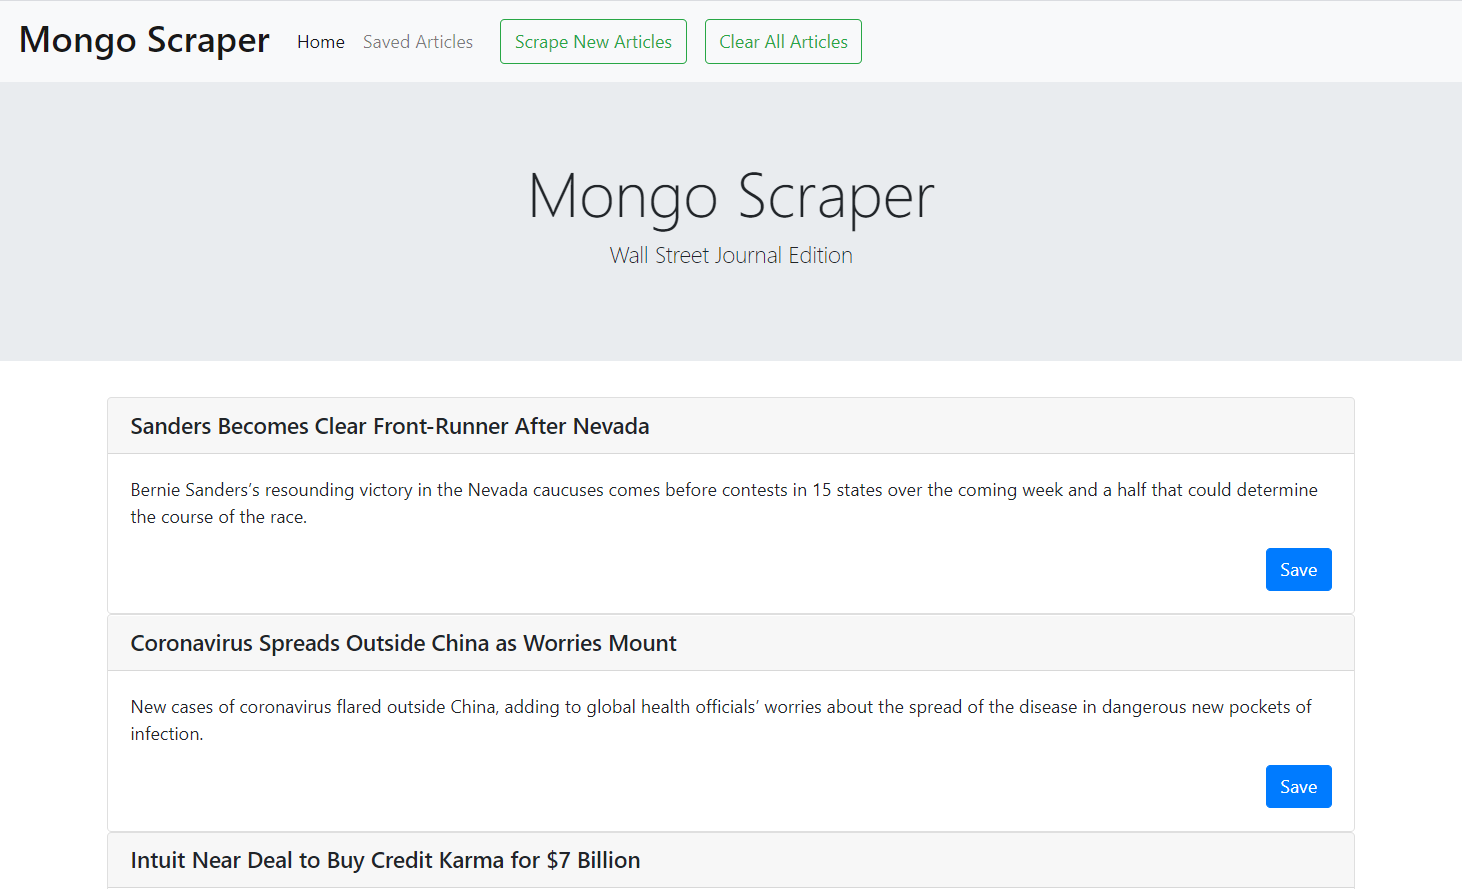 Mongo Scraper Home Saved Articles Scrape New Articles Clear All Articles
Mongo Scraper
Wall Street Journal Edition
Sanders Becomes Clear Front-Runner After Nevada
Bernie Sanders’s resounding victory in the Nevada caucuses comes before contests in 15 states over the coming week and a half that could determine
the course of the race.
Save
Coronavirus Spreads Outside China as Worries Mount
New cases of coronavirus flared outside China, adding to global health officials’ worries about the spread of the disease in dangerous new pockets of
infection.
Save
Intuit Near Deal to Buy Credit Karma for $7 Billion